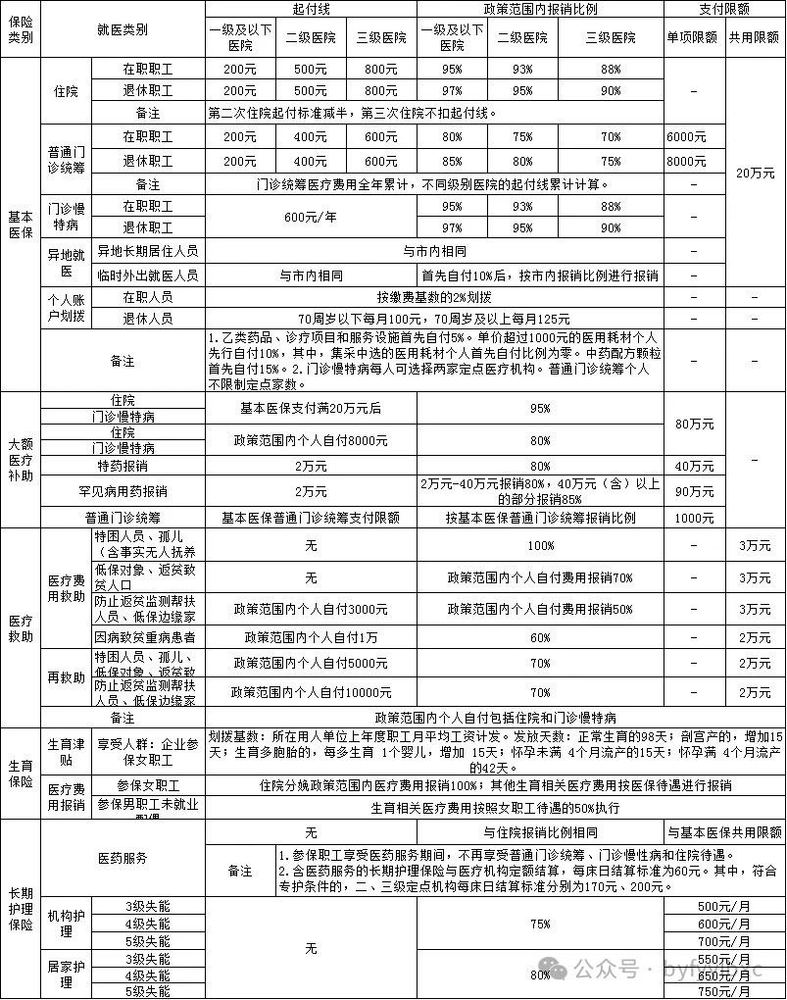 保险类别 就医类别 起付线 政策范围内报销比例 支付限额
一级及以下医院 二级医院 三级医院 一级及以下医院 二级医院 三级医院 单项限额 共用限额
基本医保 住院 在职职工 200元 500元 800元 95% 93% 88% - 20万元
退休职工 200元 500元 800元 97% 95% 90%
备注 第二次住院起付标准减半，第三次住院不扣起付线。
普通门诊统筹 在职职工 200元 400元 600元 80% 75% 70% 6000元
退休职工 200元 400元 600元 85% 80% 75% 8000元
备注 门诊统筹医疗费用全年累计，不同级别医院的起付线累计计算。 -
门诊慢特病 在职职工 600元/年 95% 93% 88% -
退休职工 97% 95% 90%
异地就医 异地长期居住人员 与市内相同 -
临时外出就医人员 与市内相同 首先自付10%后，按市内报销比例进行报销 -
个人账户划拨 在职人员 按缴费基数的2%划拨 - -
退休人员 70周岁以下每月100元，70周岁及以上每月125元 - -
备注 1.乙类药品、诊疗项目和服务设施首先自付5%。单价超过1000元的医用耗材个人
先行自付10%，其中，集采中选的医用耗材个人首先自付比例为零。中药配方颗粒
首先自付15%。2.门诊慢特病每人可选择两家定点医疗机构。普通门诊统筹个人
不限制定点家数。 - -
大额医疗补助 住院 基本医保支付满20万元后 95% 80万元 -
门诊慢特病
住院 政策范围内个人自付8000元 80%
门诊慢特病
特药报销 2万元 80% 40万元
罕见病用药报销 2万元 2万元-40万元报销80%，40万元（含）以上
的部分报销85% 90万元
普通门诊统筹 基本医保普通门诊统筹支付限额 按基本医保普通门诊统筹报销比例 1000元
医疗救助 医疗费用救助 特困人员、孤儿
（含事实无人抚养 无 100% - 3万元
低保对象、返贫致
贫人口 无 政策范围内个人自付费用报销70% - 3万元
防止返贫监测帮扶
人员、低保边缘家 政策范围内个人自付3000元 政策范围内个人自付费用报销50% - 3万元
因病致贫重病患者 政策范围内个人自付1万 60% - 2万元
再救助 特困人员、孤儿、
低保对象、返贫致 政策范围内个人自付5000元 70% - 2万元
防止返贫监测帮扶
人员、低保边缘家 政策范围内个人自付10000元 70% - 2万元
备注 政策范围内个人自付包括住院和门诊慢特病
生育保险 生育津贴 享受人群：企业参
保女职工 划拨基数：所在用人单位上年度职工月平均工资计发。发放天数：正常生育的98天；剖宫产的，增加15
天；生育多胞胎的，每多生育 1个婴儿，增加 15天；怀孕未满 4个月流产的15天；怀孕满 4个月流产
的42天。
医疗费用报销 参保女职工 住院分娩政策范围内医疗费用报销100%；其他生育相关医疗费用按医保待遇进行报销
参保男职工未就业
配偶 生育相关医疗费用按照女职工待遇的50%执行
长期护理保险 医药服务 无 与住院报销比例相同 与基本医保共用限额
备注 1.参保职工享受医药服务期间，不再享受普通门诊统筹、门诊慢性病和住院待遇。
2.含医药服务的长期护理保险与医疗机构定额结算，每床日结算标准为60元。其中，符合
专护条件的，二、三级定点机构每床日结算标准分别为170元、200元。
机构护理 3级失能 无 75% 500元/月
4级失能 600元/月
5级失能 700元/月
居家护理 3级失能 80% 550元/月
4级失能 650元/月
5级失能 750元/月
公众号·byfyylbxc